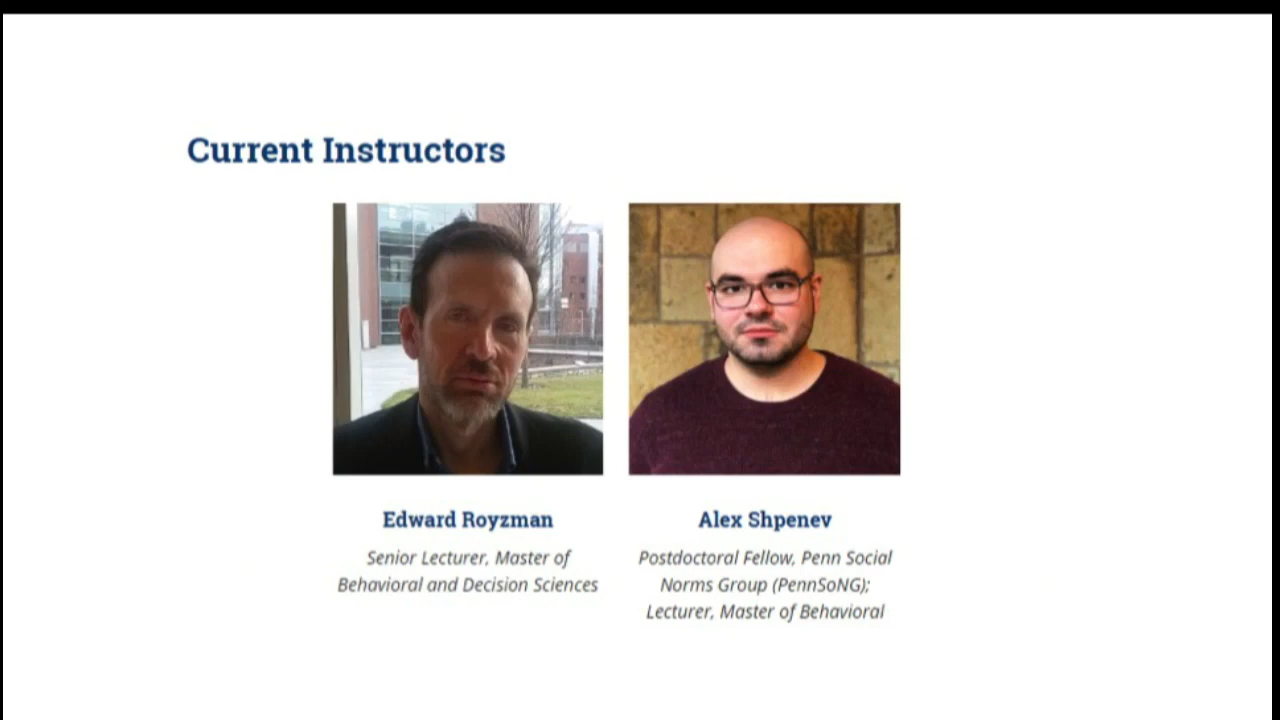 Current Instructors
Edward Royzman
Senior Lecturer, Master of
Behavioral and Decision Sciences
Alex Shpenev
Postdoctoral Fellow, Penn Social
Norms Group (PennSoNG);
Lecturer, Master of Behavioral